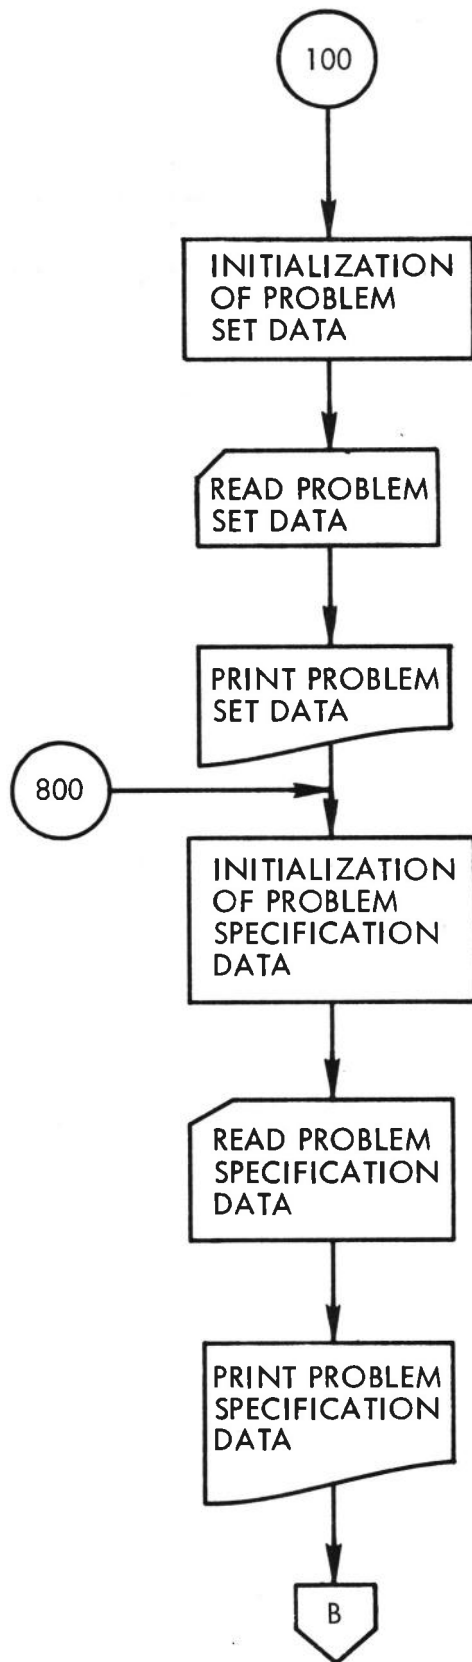 100
INITIALIZATION
OF PROBLEM
SET DATA
READ PROBLEM
SET DATA
PRINT PROBLEM
SET DATA
800
INITIALIZATION
OF PROBLEM
SPECIFICATION
DATA
READ PROBLEM
SPECIFICATION
DATA
PRINT PROBLEM
SPECIFICATION
DATA
B